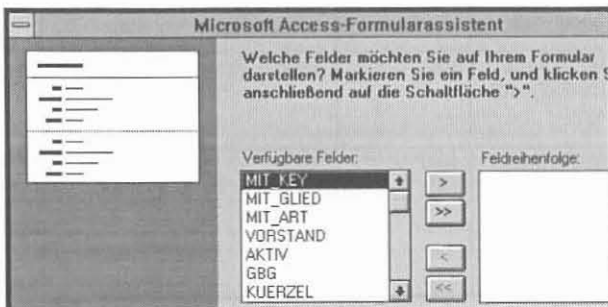 Microsoft Access-Formularassistent
Welche Felder möchten Sie auf Ihrem Formular
darstellen? Markieren Sie ein Feld, und klicken S
anschließend auf die Schaltfläche ">".
Verfügbare Felder:
Feldreihenfolge:
MIT_KEY
MIT_GLIED
MIT_ART
VORSTAND
AKTIV
GBG
KUERZEL
>
>>
<
<<